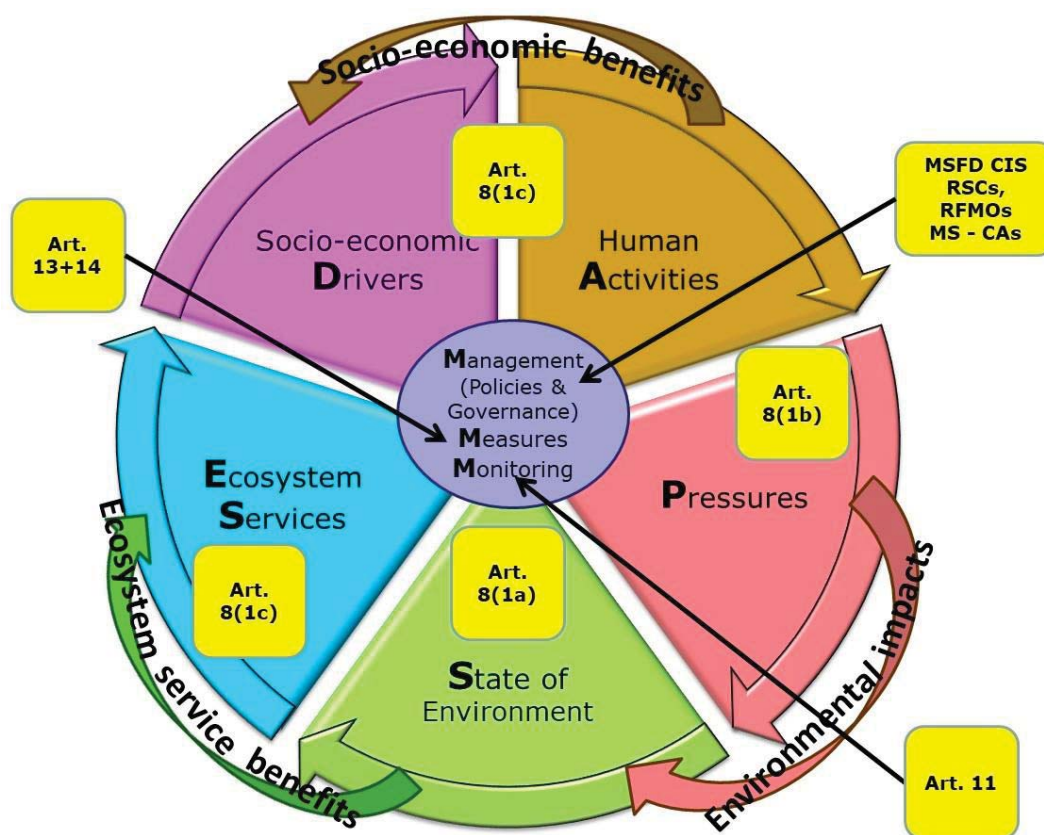 Socio-economic benefits
Art.
8(1c)
MSFD CIS
RSCs,
RFMOs
MS - CAs
Art.
13+14
Socio-economic
Drivers
Human
Activities
Management
(Policies &
Governance)
Measures
Monitoring
Art.
8(1b)
Ecosystem
Services
Pressures
Art.
8(1c)
Art.
8(1a)
State of
Environment
Ecosystem service benefits
Environmental impacts
Art. 11